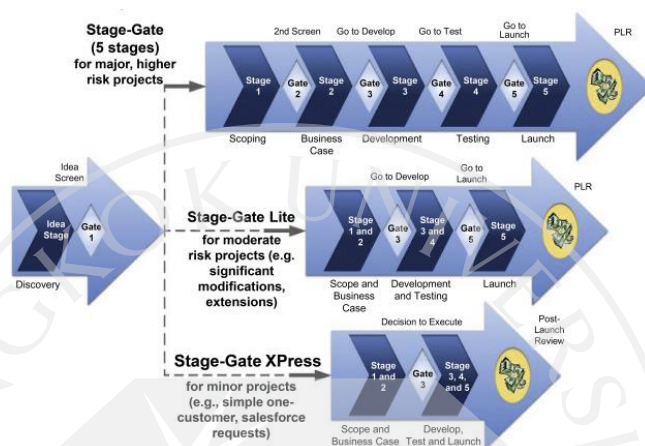 Stage-Gate
(5 stages)
for major, higher
risk projects
2nd Screen
Go to Develop
Go to Test
Go to
Launch
PLR
Stage
1
Gate
2
Stage
2
Gate
3
Stage
3
Gate
4
Stage
4
Gate
5
Stage
5
Scoping
Business
Case
Development
Testing
Launch
Idea
Screen
Idea
Stage
Gate
1
Discovery
Stage-Gate Lite
for moderate
risk projects (e.g.
significant
modifications,
extensions)
Go to Develop
Go to
Launch
PLR
Stage
1 and
2
Gate
3
Stage
3 and
4
Gate
5
Stage
5
Scope and
Business
Case
Development
and Testing
Launch
Stage-Gate XPress
for minor projects
(e.g., simple one-
customer, salesforce
requests)
Decision to Execute
Post-
Launch
Review
Stage
1 and
2
Gate
3
Stage
3, 4,
and 5
Scope and
Business Case
Develop,
Test and Launch